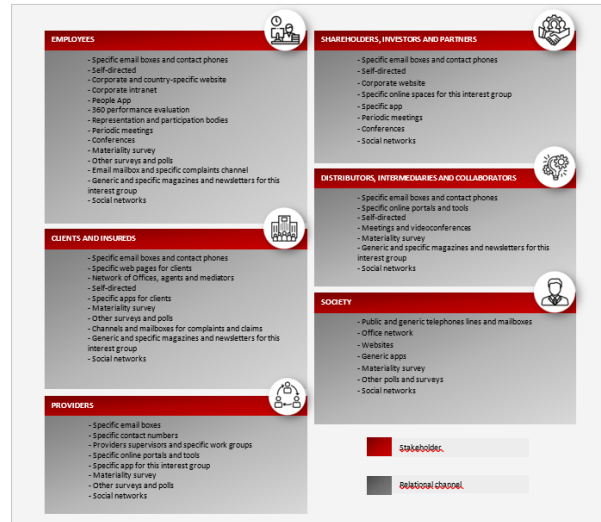 EMPLOYEES
- Specific email boxes and contact phones
- Self-directed
- Corporate and country-specific website
- Corporate intranet
- People App
- 360 performance evaluation
- Representation and participation bodies
- Periodic meetings
- Conferences
- Materiality survey
- Other surveys and polls
- Email mailbox and specific complaints channel
- Generic and specific magazines and newsletters for this
interest group
- Social networks
CLIENTS AND INSUREDS
- Specific email boxes and contact phones
- Specific web pages for clients
- Network of Offices, agents and mediators
- Self-directed
- Specific apps for clients
- Materiality survey
- Other surveys and polls
- Channels and mailboxes for complaints and claims
- Generic and specific magazines and newsletters for this
interest group
- Social networks
PROVIDERS
- Specific email boxes
- Specific contact numbers
- Providers supervisors and specific work groups
- Specific online portals and tools
- Specific app for this interest group
- Materiality survey
- Other surveys and polls
- Social networks
SHAREHOLDERS, INVESTORS AND PARTNERS
- Specific email boxes and contact phones
- Self-directed
- Corporate website
- Specific online spaces for this interest group
- Specific app
- Periodic meetings
- Conferences
- Social networks
DISTRIBUTORS, INTERMEDIARIES AND COLLABORATORS
- Specific email boxes and contact phones
- Specific online portals and tools
- Self-directed
- Meetings and videoconferences
- Materiality survey
- Generic and specific magazines and newsletters for this
interest group
- Social networks
SOCIETY
- Public and generic telephones lines and mailboxes
- Office network
- Websites
- Generic apps
- Materiality survey
- Other polls and surveys
- Social networks
Stakeholder
Relational channel